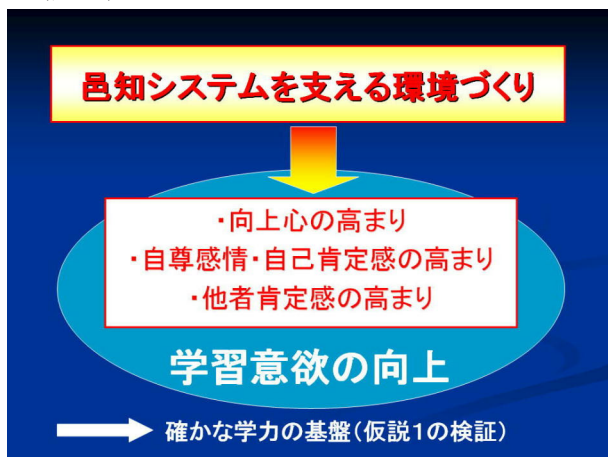 邑知システムを支える環境づくり
・向上心の高まり
・自尊感情・自己肯定感の高まり
・他者肯定感の高まり
学習意欲の向上
確かな学力の基盤(仮説1の検証)